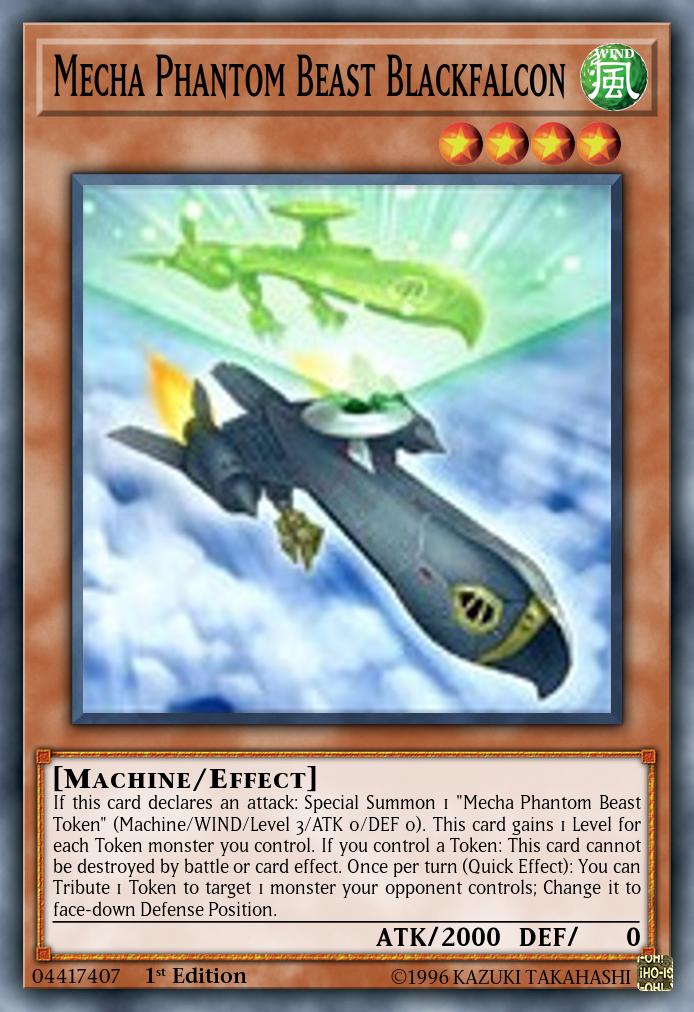 Mecha Phantom Beast Blackfalcon
WIND
風
[Machine/Effect]
If this card declares an attack: Special Summon 1 "Mecha Phantom Beast
Token" (Machine/WIND/Level 3/ATK 0/DEF 0). This card gains 1 Level for
each Token monster you control. If you control a Token: This card cannot
be destroyed by battle or card effect. Once per turn (Quick Effect): You can
Tribute 1 Token to target 1 monster your opponent controls; Change it to
face-down Defense Position.
ATK/2000 DEF/ 0
04417407 1st Edition ©1996 KAZUKI TAKAHASHI